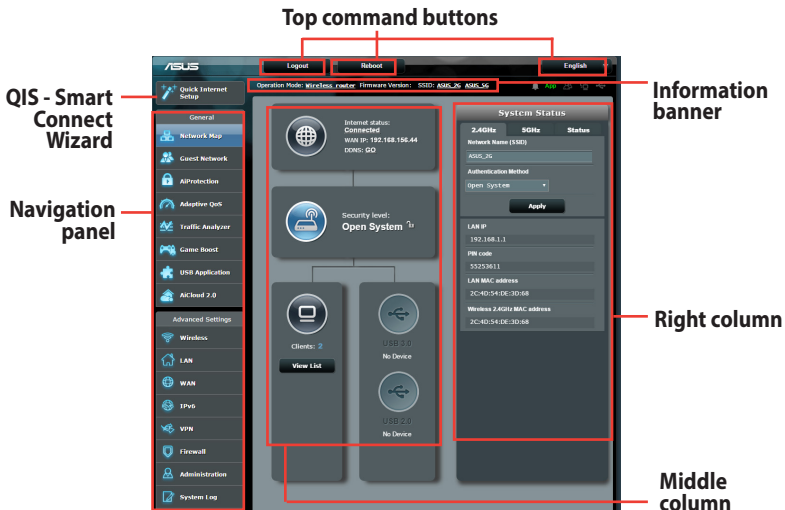 Top command buttons
ASUS
Logout
Reboot
English
Quick Internet
Setup
Operation Mode: Wireless router Firmware Version: SSID: ASUS_2G ASUS_5G
App
QIS - Smart
Connect
Wizard
Information
banner
General
Network Map
Guest Network
AiProtection
Adaptive QoS
Traffic Analyzer
Game Boost
USB Application
AiCloud 2.0
Navigation
panel
Advanced Settings
Wireless
LAN
WAN
IPv6
VPN
Firewall
Administration
System Log
Internet status:
Connected
WAN IP: 192.168.156.44
DDNS: GO
Security level:
Open System
Clients: 2
View List
USB 2.0
No Device
USB 2.0
No Device
System Status
2.4GHz 5GHz Status
Network Name (SSID)
ASUS_2G
Authentication Method
Open System
Apply
LAN IP
192.168.1.1
PIN code
55253611
LAN MAC address
2C:4D:54:DE:3D:68
Wireless 2.4GHz MAC address
2C:4D:54:DE:3D:68
Right column
Middle
column